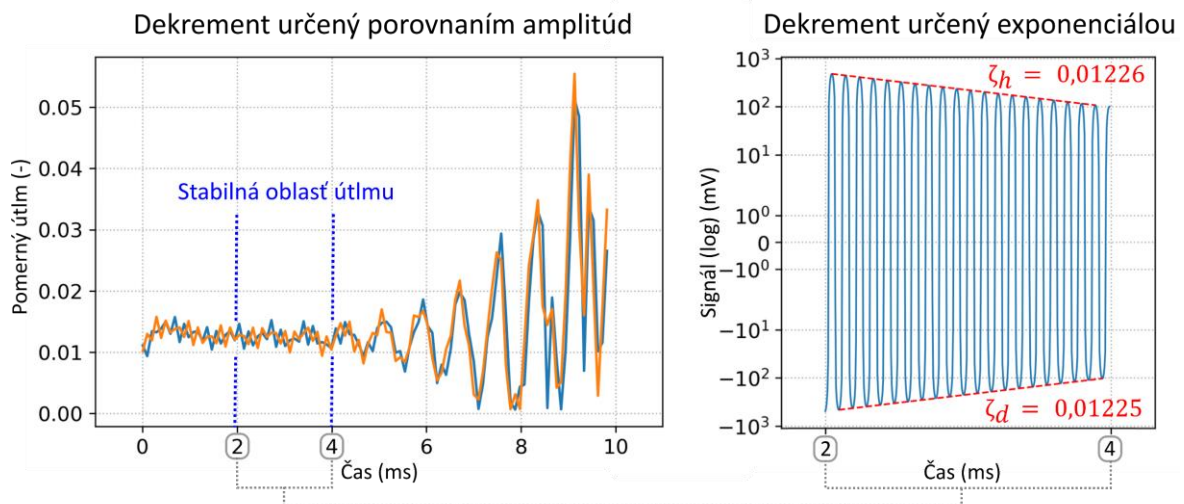 Dekrement určený porovnaním amplitúd
Pomerný útlm (-)
0.05
0.04
0.03
0.02
0.01
0.00
Stabilná oblasť útlmu
0
2
4
6
8
10
Čas (ms)
Dekrement určený exponenciálou
Signál (log) (mV)
10³
10²
10¹
10⁰
0
−10⁰
−10¹
−10²
−10³
ζₕ = 0,01226
ζ_d = 0,01225
2
4
Čas (ms)